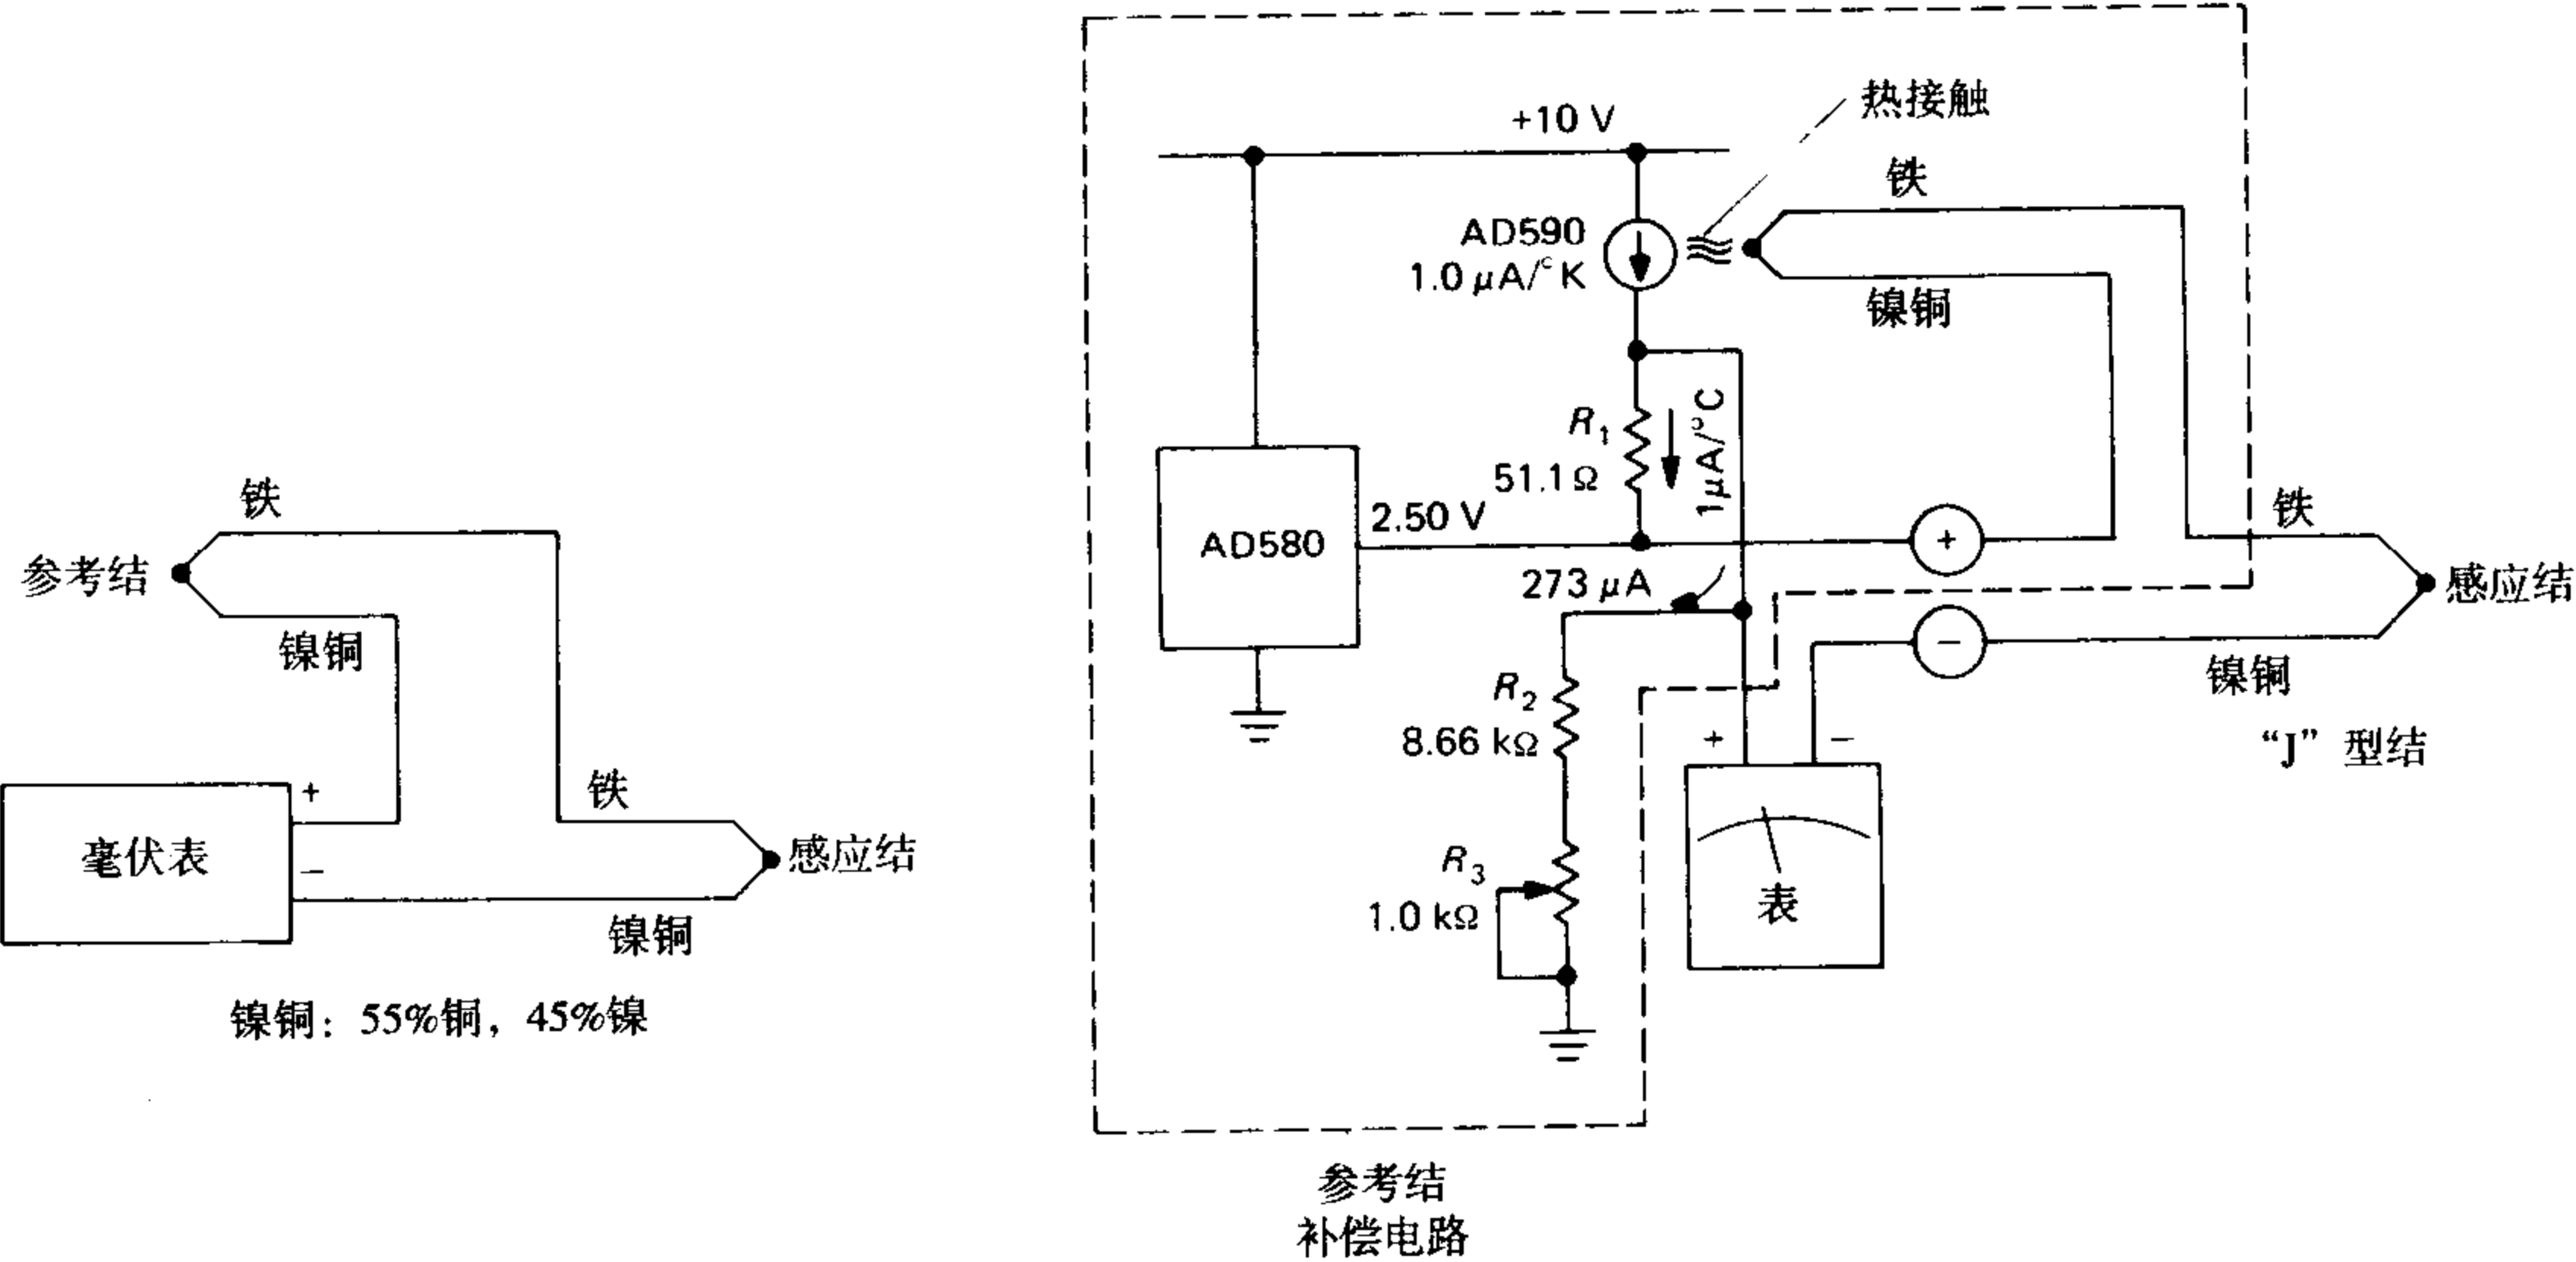 铁
参考结
镍铜
+
毫伏表
−
铁
感应结
镍铜
镍铜：55%铜，45%镍
+10 V
热接触
铁
AD590
1.0 μA/°K
镍铜
R1
51.1 Ω
1μA/°C
AD580
2.50 V
+
铁
273 μA
感应结
−
镍铜
R2
8.66 kΩ
+ −
“J”型结
R3
1.0 kΩ
表
参考结
补偿电路